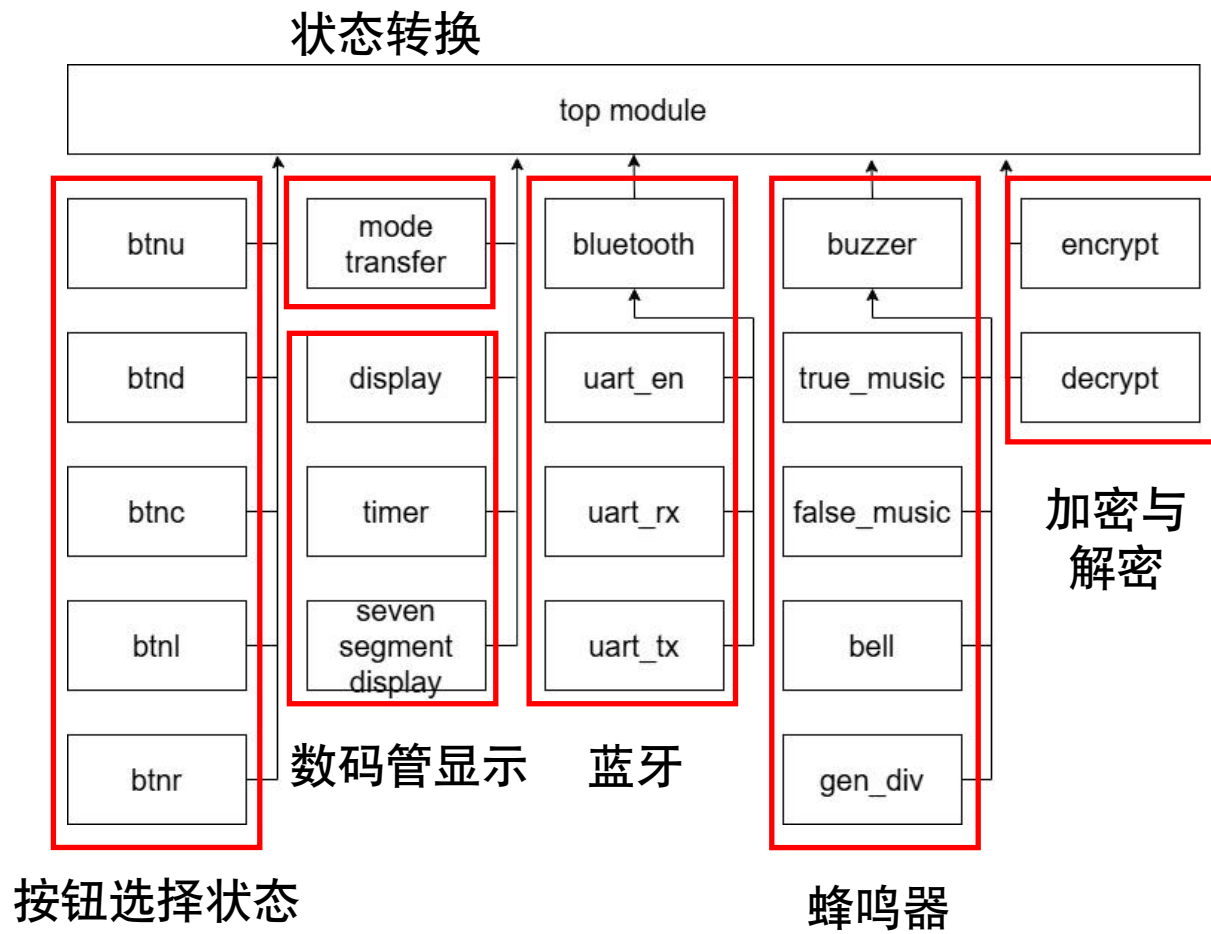 状态转换
top module
btnu
mode
transfer
bluetooth
buzzer
encrypt
btnd
display
uart_en
true_music
decrypt
btnc
timer
uart_rx
false_music
加密与
解密
btnl
seven
segment
display
uart_tx
bell
数码管显示
蓝牙
btnr
gen_div
按钮选择状态
蜂鸣器